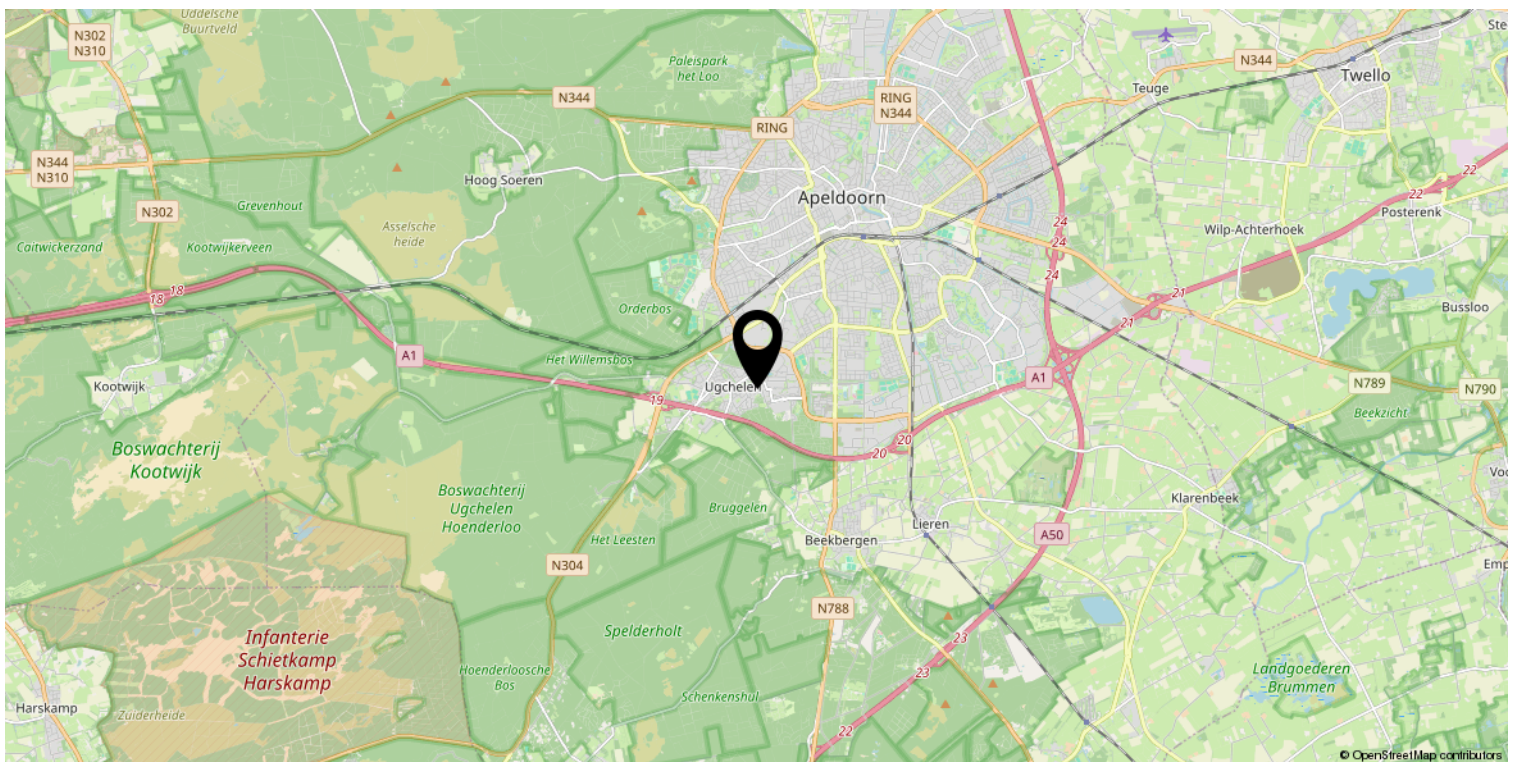 Uddelsche
Buurtveld
N302
N310
Paleispark
het Loo
N344
Twello
Teuge
N344
RING
N344
RING
N344
N310
Hoog Soeren
Apeldoorn
22
22
N302
Grevenhout
Asselsche
heide
Posterenk
Caitwickerzand
Kootwijkerveen
24
24
24
Wilp-Achterhoek
18
18
21
21
Orderbos
Bussloo
A1
Het Willemsbos
Kootwijk
Ugchelen
19
A1
N789
N790
Beekzicht
Boswachterij
Kootwijk
20
20
Boswachterij
Ugchelen
Hoenderloo
Bruggelen
Klarenbeek
Lieren
Het Leesten
Beekbergen
A50
N304
N788
Infanterie
Schietkamp
Harskamp
Spelderholt
23
23
Hoenderloosche
Bos
Landgoederen
Brummen
Schenkenshul
Harskamp
Zuiderheide
22
© OpenStreetMap contributors